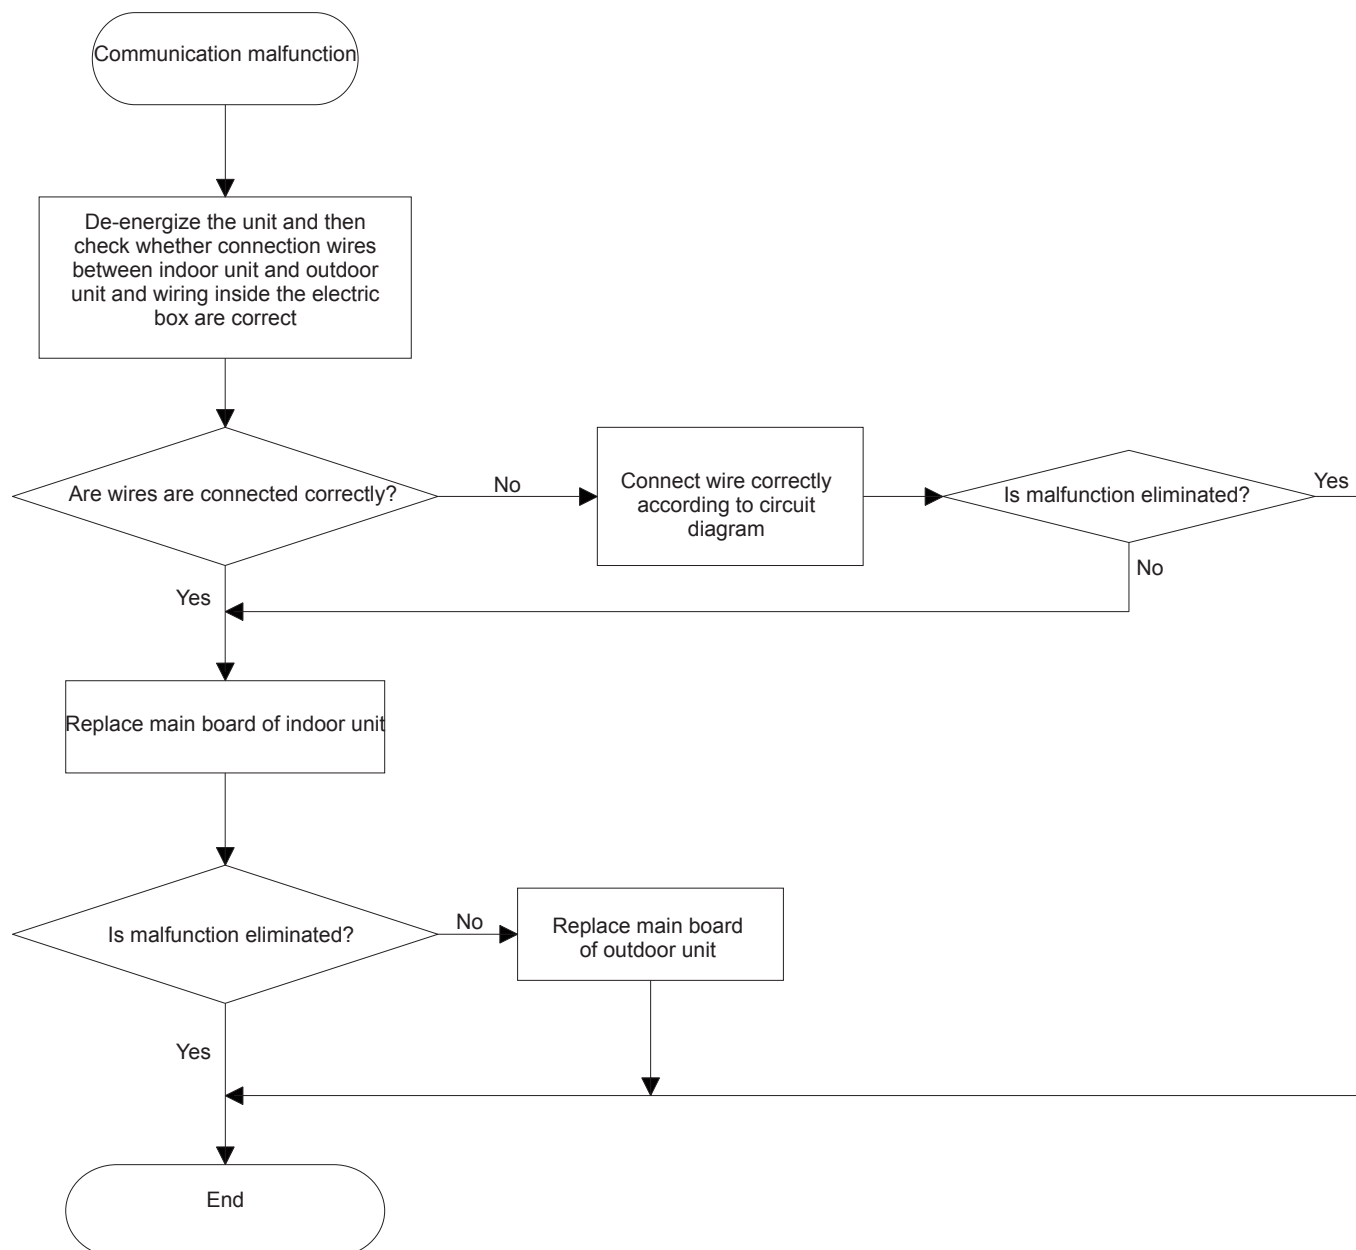 Communication malfunction
De-energize the unit and then
check whether connection wires
between indoor unit and outdoor
unit and wiring inside the electric
box are correct
Are wires are connected correctly?
No
Connect wire correctly
according to circuit
diagram
Is malfunction eliminated?
Yes
No
Yes
Replace main board of indoor unit
Is malfunction eliminated?
No
Replace main board
of outdoor unit
Yes
End